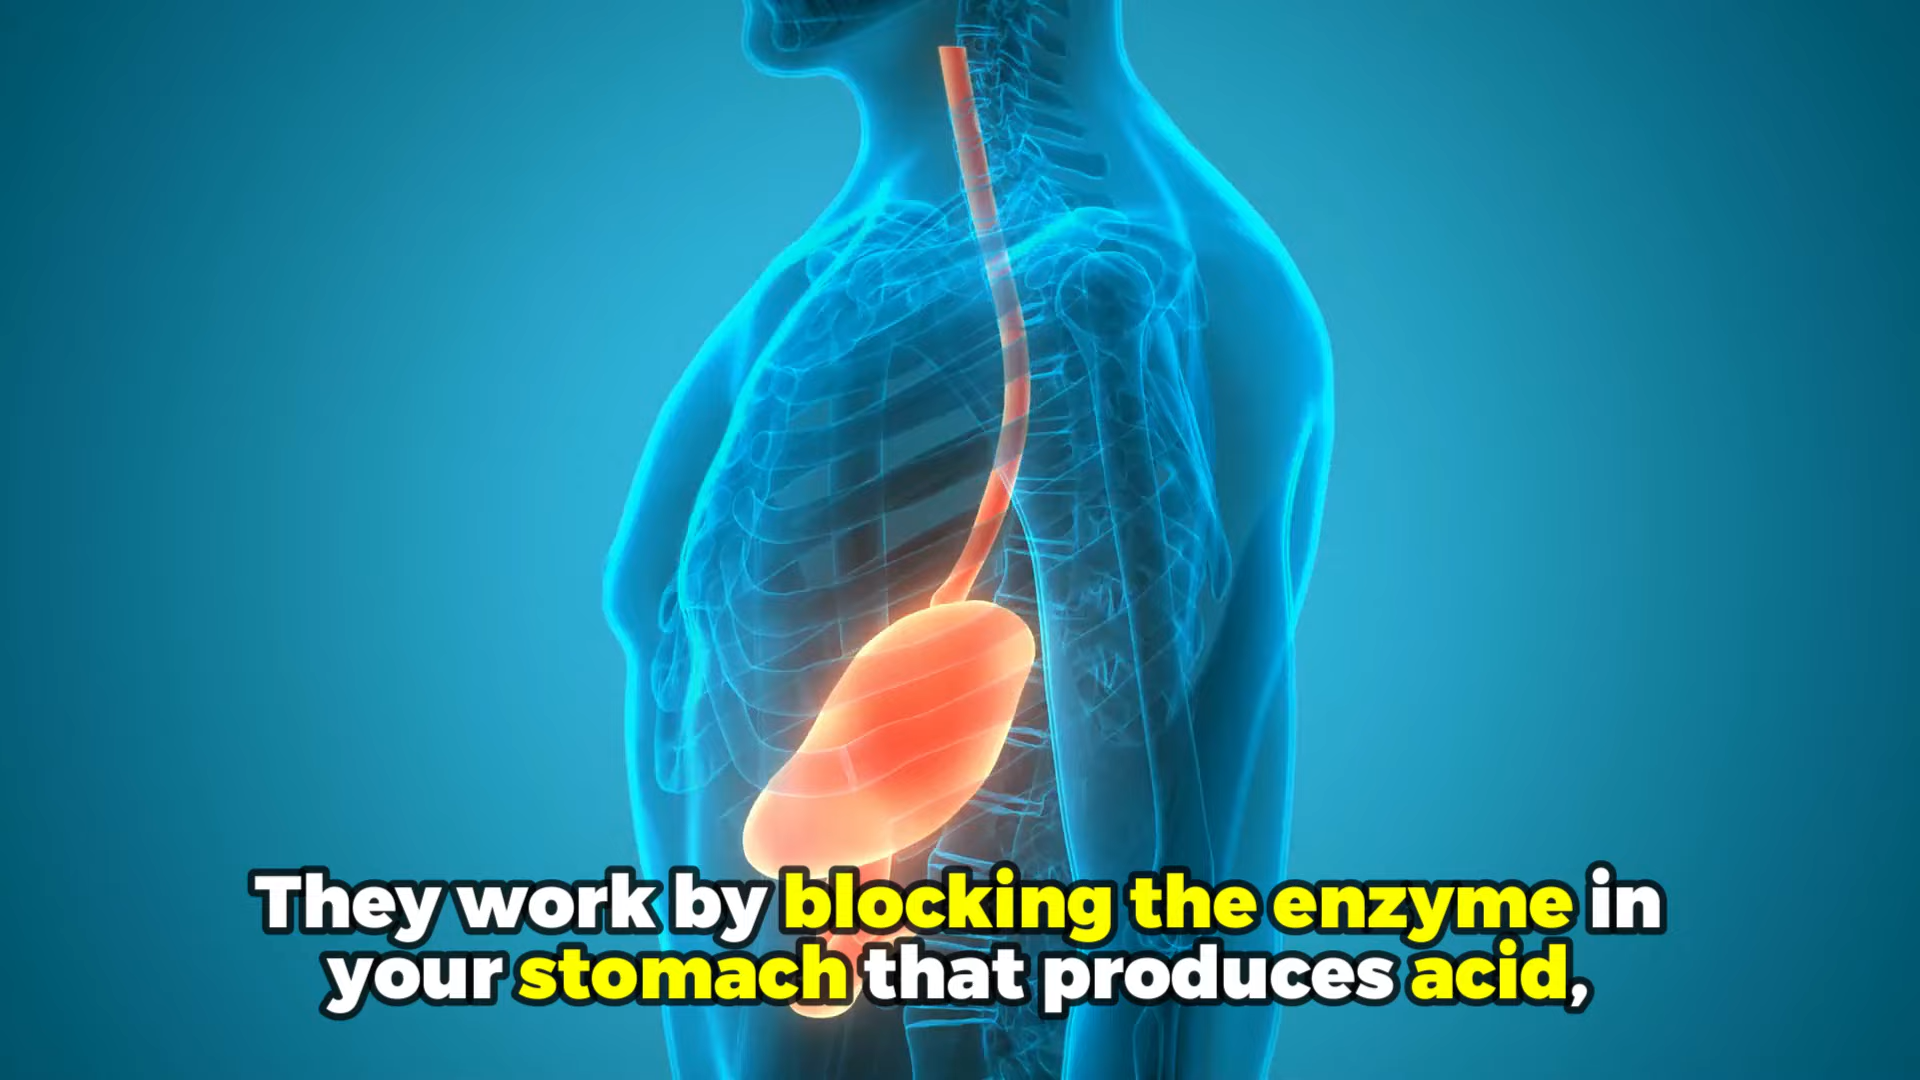 They work by blocking the enzyme in
your stomach that produces acid,